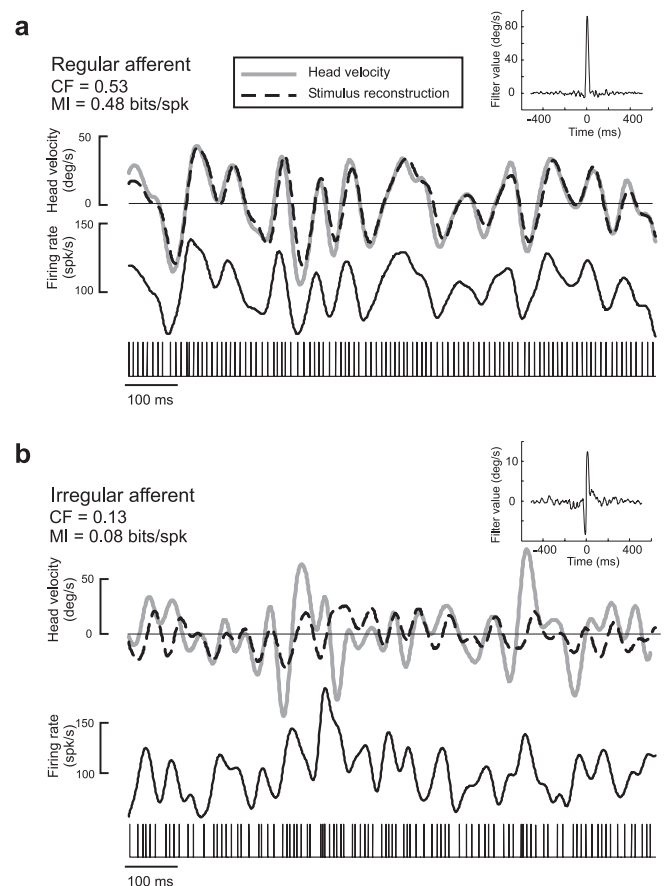 a
Regular afferent
CF = 0.53
MI = 0.48 bits/spk
Head velocity
Stimulus reconstruction
Filter value (deg/s)
80
40
0
-400 0 400
Time (ms)
Head velocity
(deg/s)
50
0
Firing rate
(spk/s)
150
100
100 ms
b
Irregular afferent
CF = 0.13
MI = 0.08 bits/spk
Filter value (deg/s)
10
0
-400 0 400
Time (ms)
Head velocity
(deg/s)
50
0
Firing rate
(spk/s)
150
100
100 ms